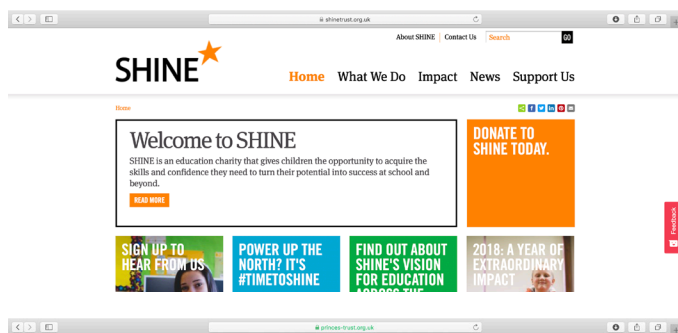 shinetrust.org.uk
About SHINE
Contact Us
Search
GO
SHINE
Home What We Do Impact News Support Us
Home
Welcome to SHINE
SHINE is an education charity that gives children the opportunity to acquire the
skills and confidence they need to turn their potential into success at school and
beyond.
READ MORE
DONATE TO
SHINE TODAY.
Feedback
SIGN UP TO
HEAR FROM US
POWER UP THE
NORTH? IT'S
#TIMETOSHINE
FIND OUT ABOUT
SHINE'S VISION
FOR EDUCATION
ACROSS THE
2018: A YEAR OF
EXTRAORDINARY
IMPACT
princes-trust.org.uk